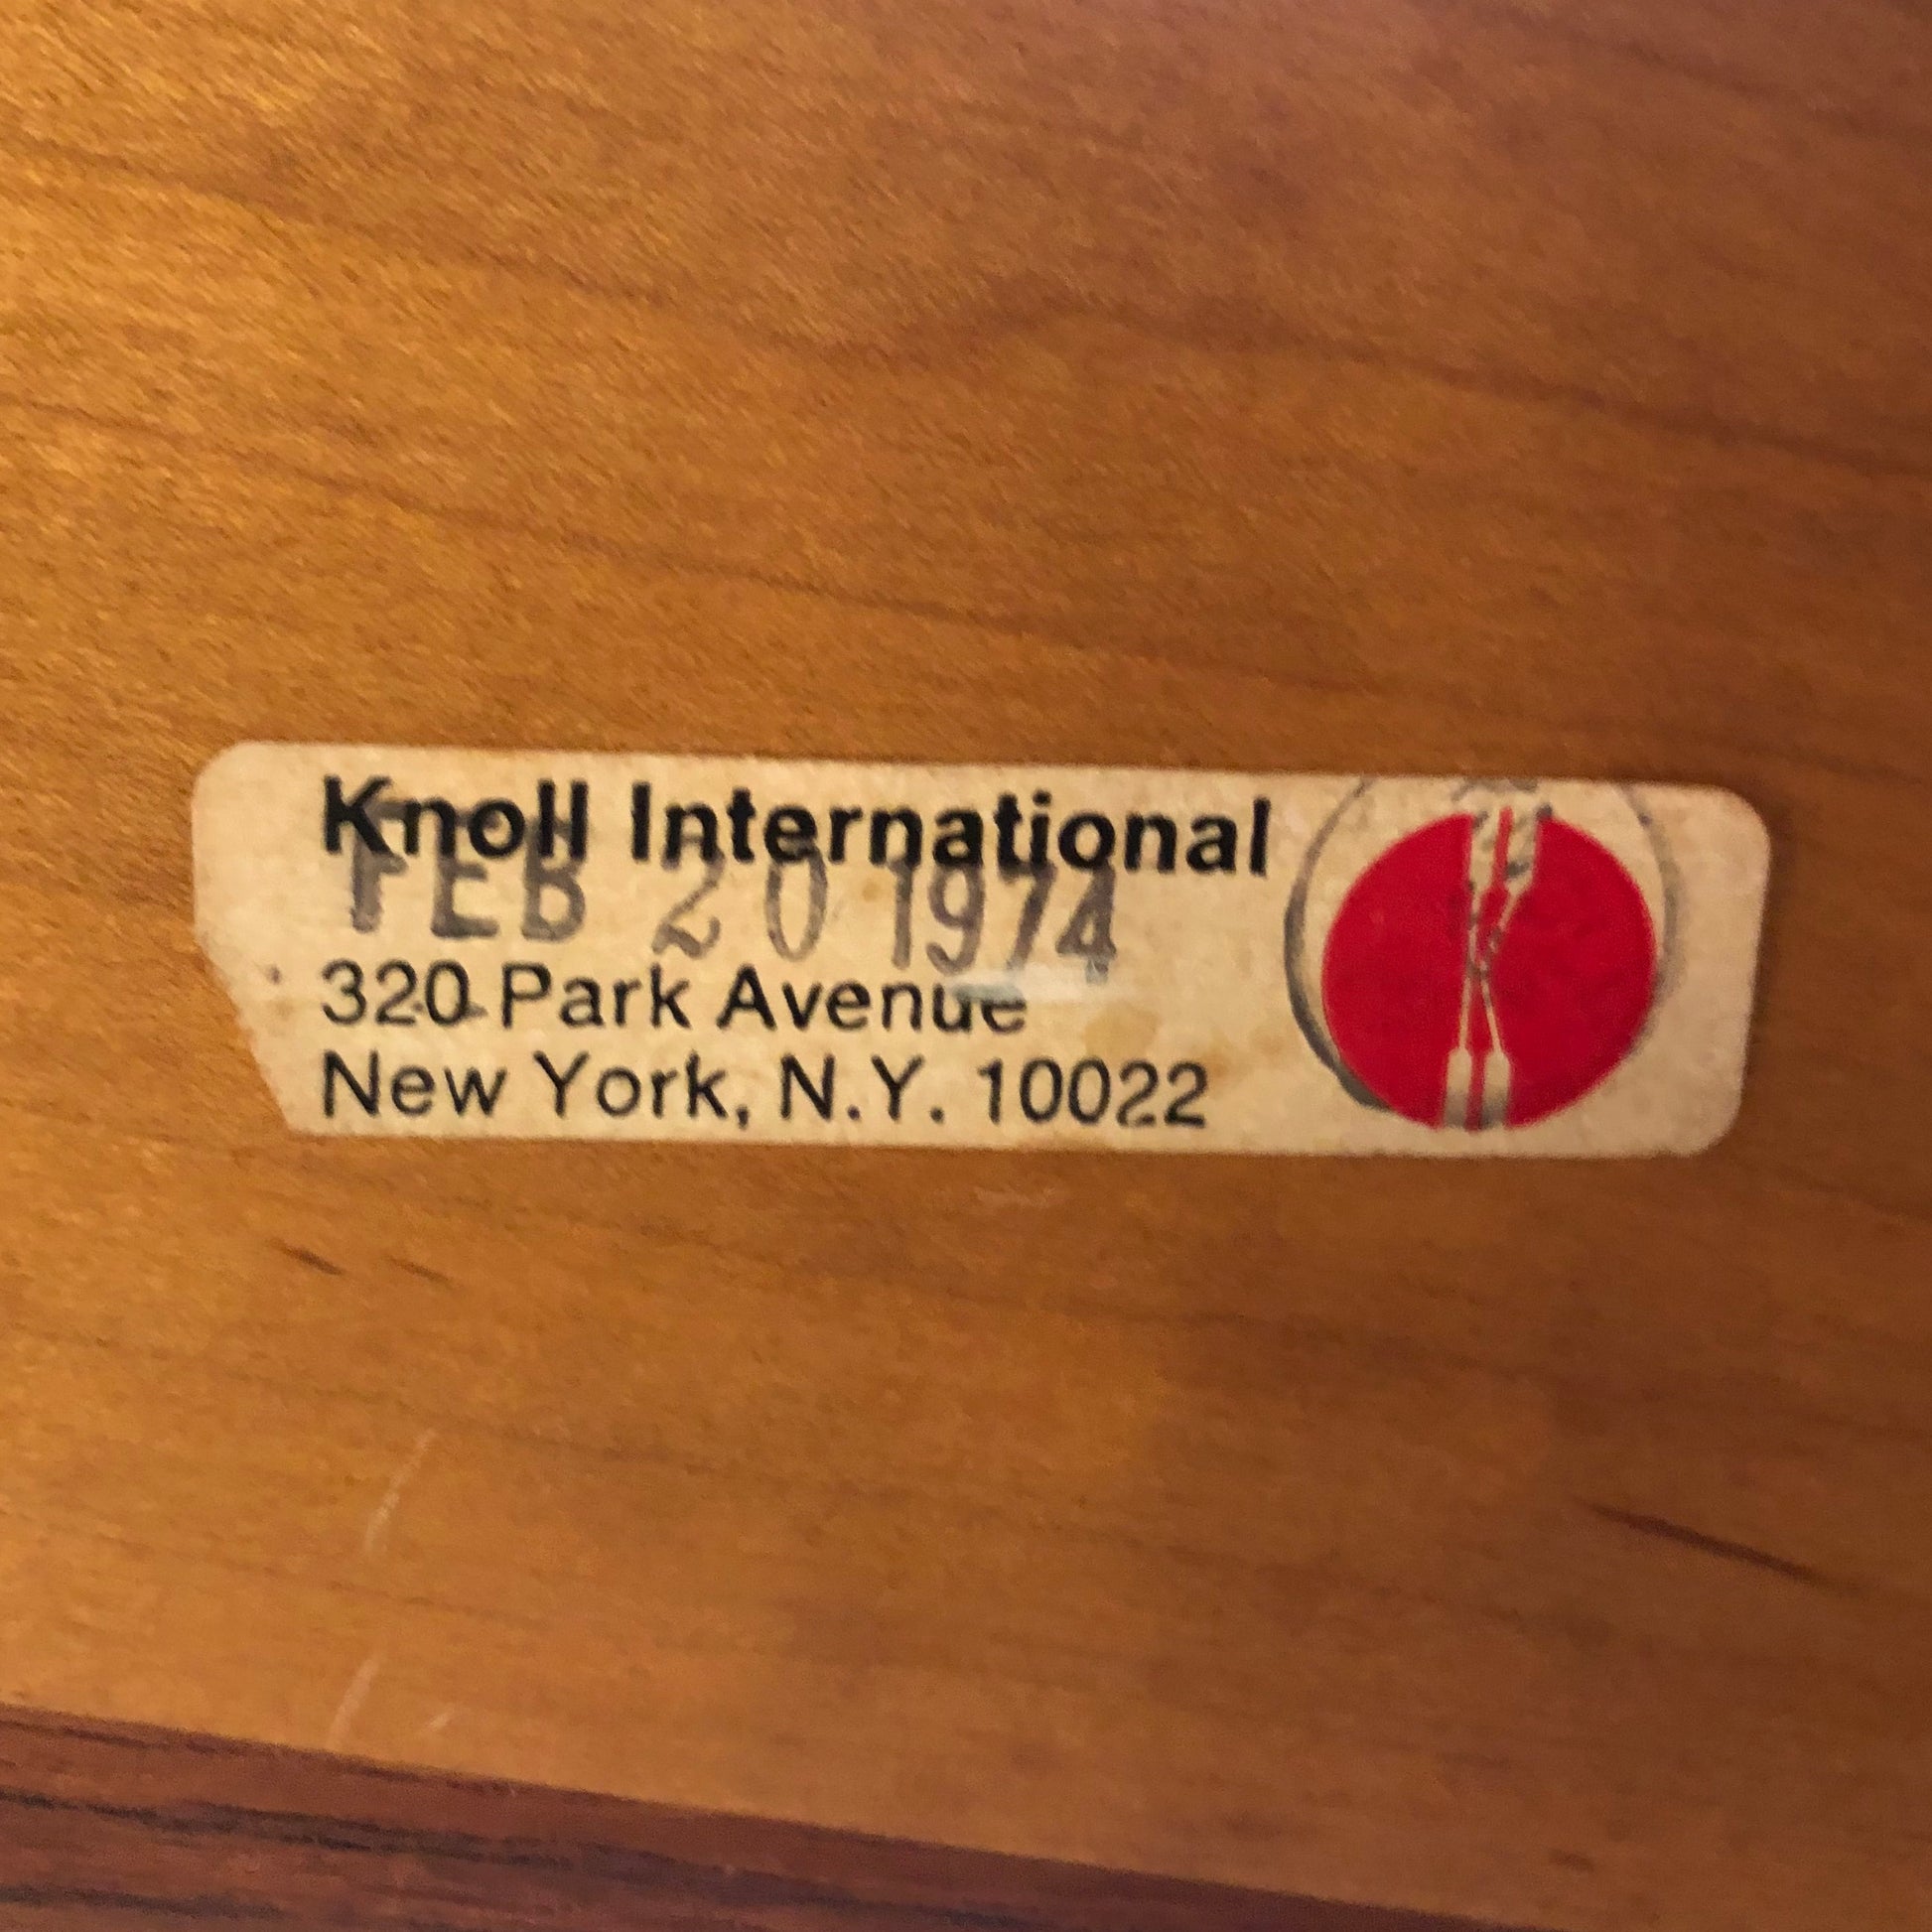 Knoll International
FEB 20 1974
320 Park Avenue
New York, N.Y. 10022